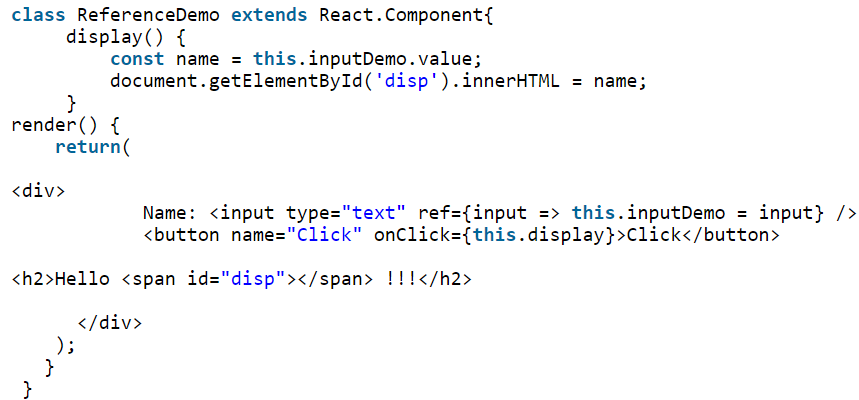 class ReferenceDemo extends React.Component{
display() {
const name = this.inputDemo.value;
document.getElementById('disp').innerHTML = name;
}
render() {
return(
<div>
Name: <input type="text" ref={input => this.inputDemo = input} />
<button name="Click" onClick={this.display}>Click</button>
<h2>Hello <span id="disp"></span> !!!</h2>
</div>
);
}
}